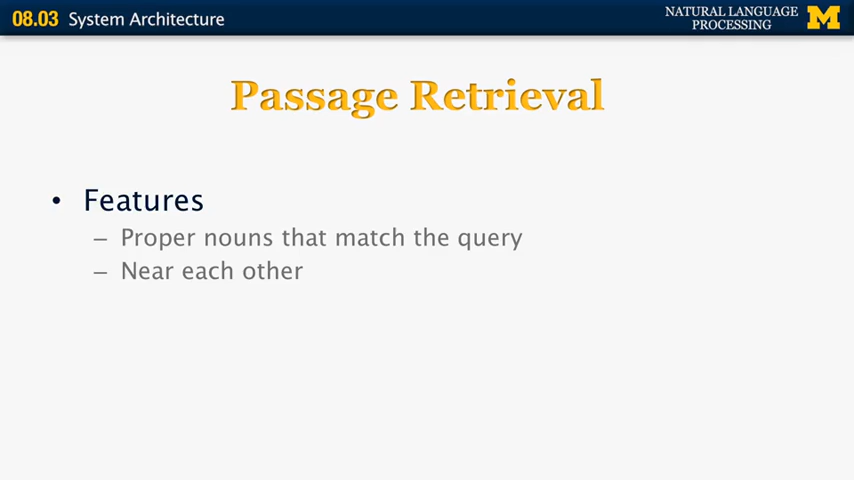 08.03 System Architecture
NATURAL LANGUAGE
PROCESSING
M
Passage Retrieval
• Features
– Proper nouns that match the query
– Near each other